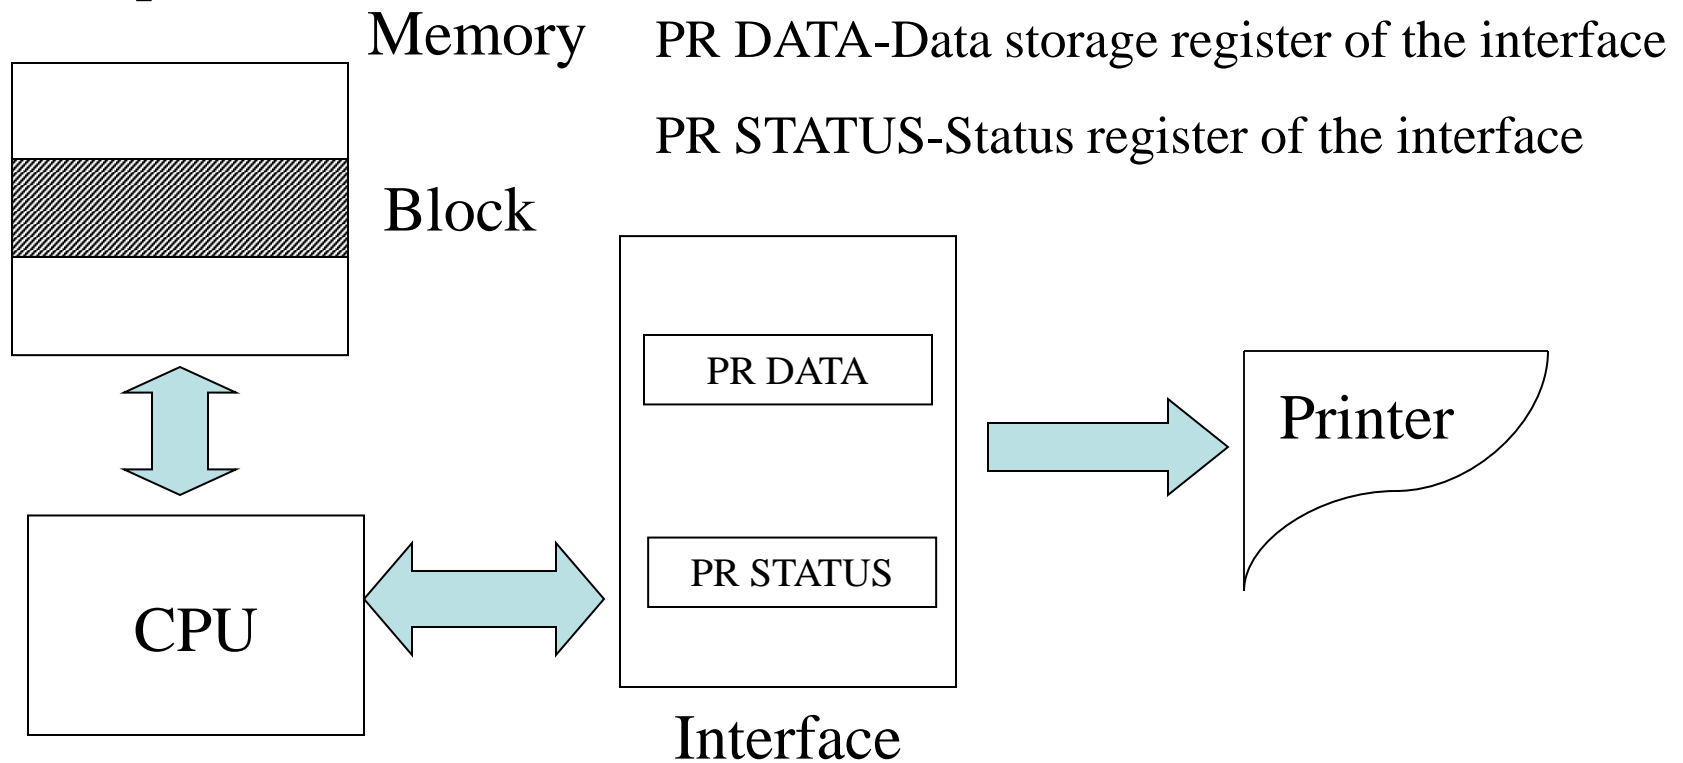 Memory
PR DATA-Data storage register of the interface
PR STATUS-Status register of the interface
Block
PR DATA
Printer
PR STATUS
CPU
Interface